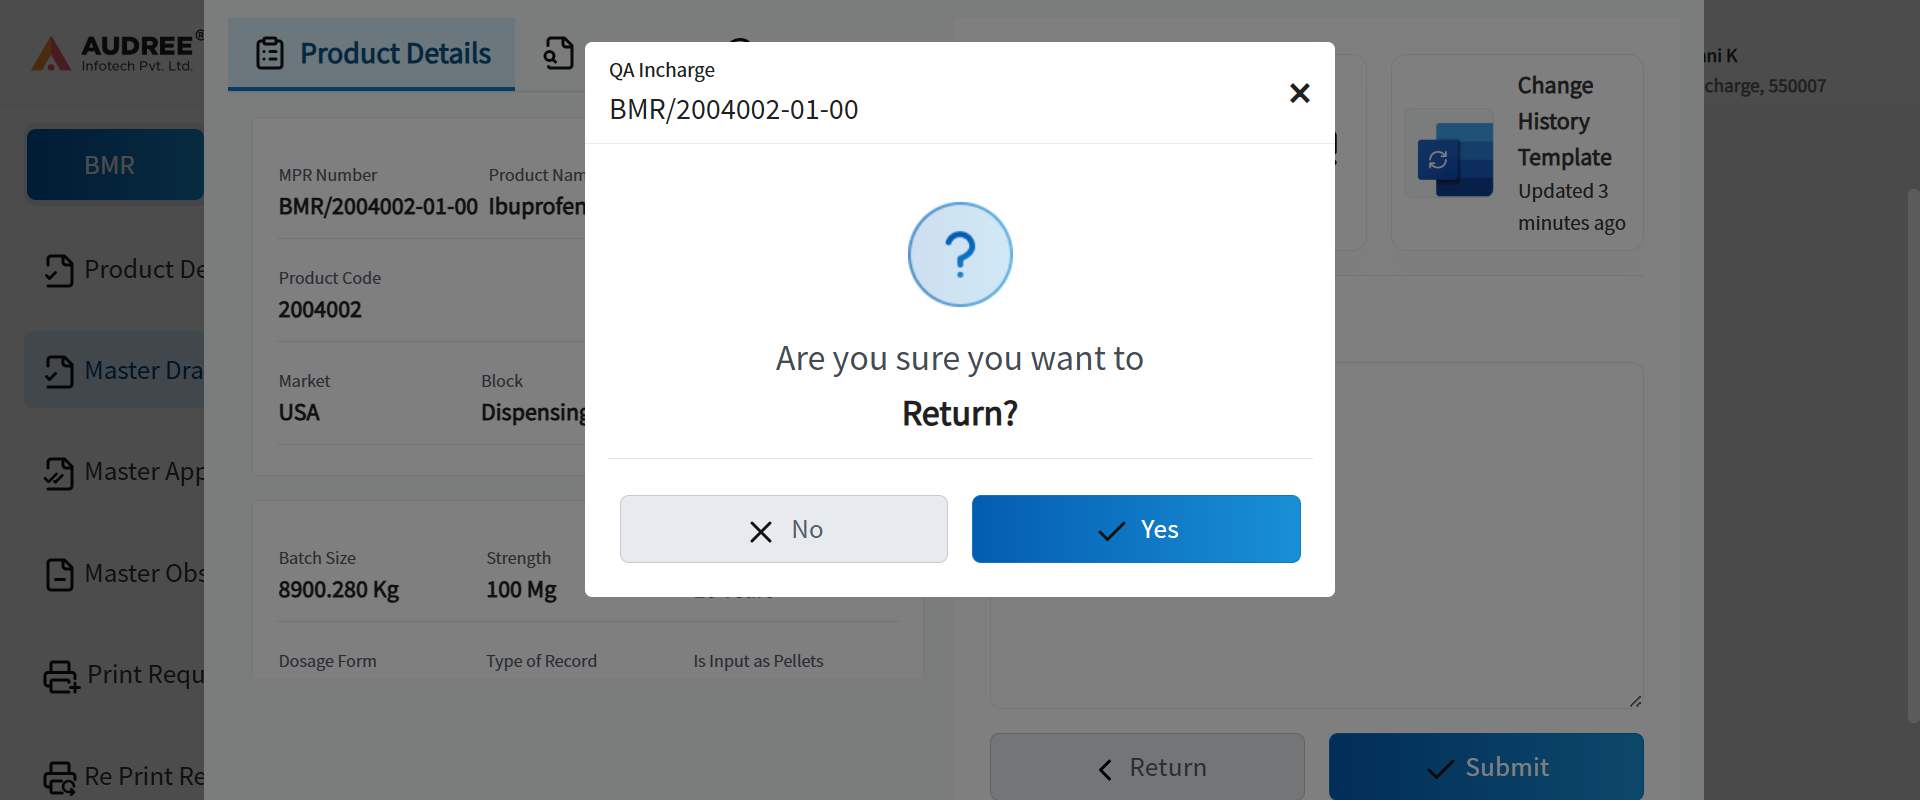 AUDREE®
Infotech Pvt. Ltd.
BMR
Product De
Master Dra
Master App
Master Obs
Print Requ
Re Print Re
Product Details
MPR Number
BMR/2004002-01-00
Product Nam
Ibuprofen
Product Code
2004002
Market
USA
Block
Dispensing
Batch Size
8900.280 Kg
Strength
100 Mg
Dosage Form
Type of Record
Is Input as Pellets
QA Incharge
BMR/2004002-01-00
Are you sure you want to
Return?
No
Yes
Change
History
Template
Updated 3
minutes ago
Return
Submit
ni K
charge, 550007